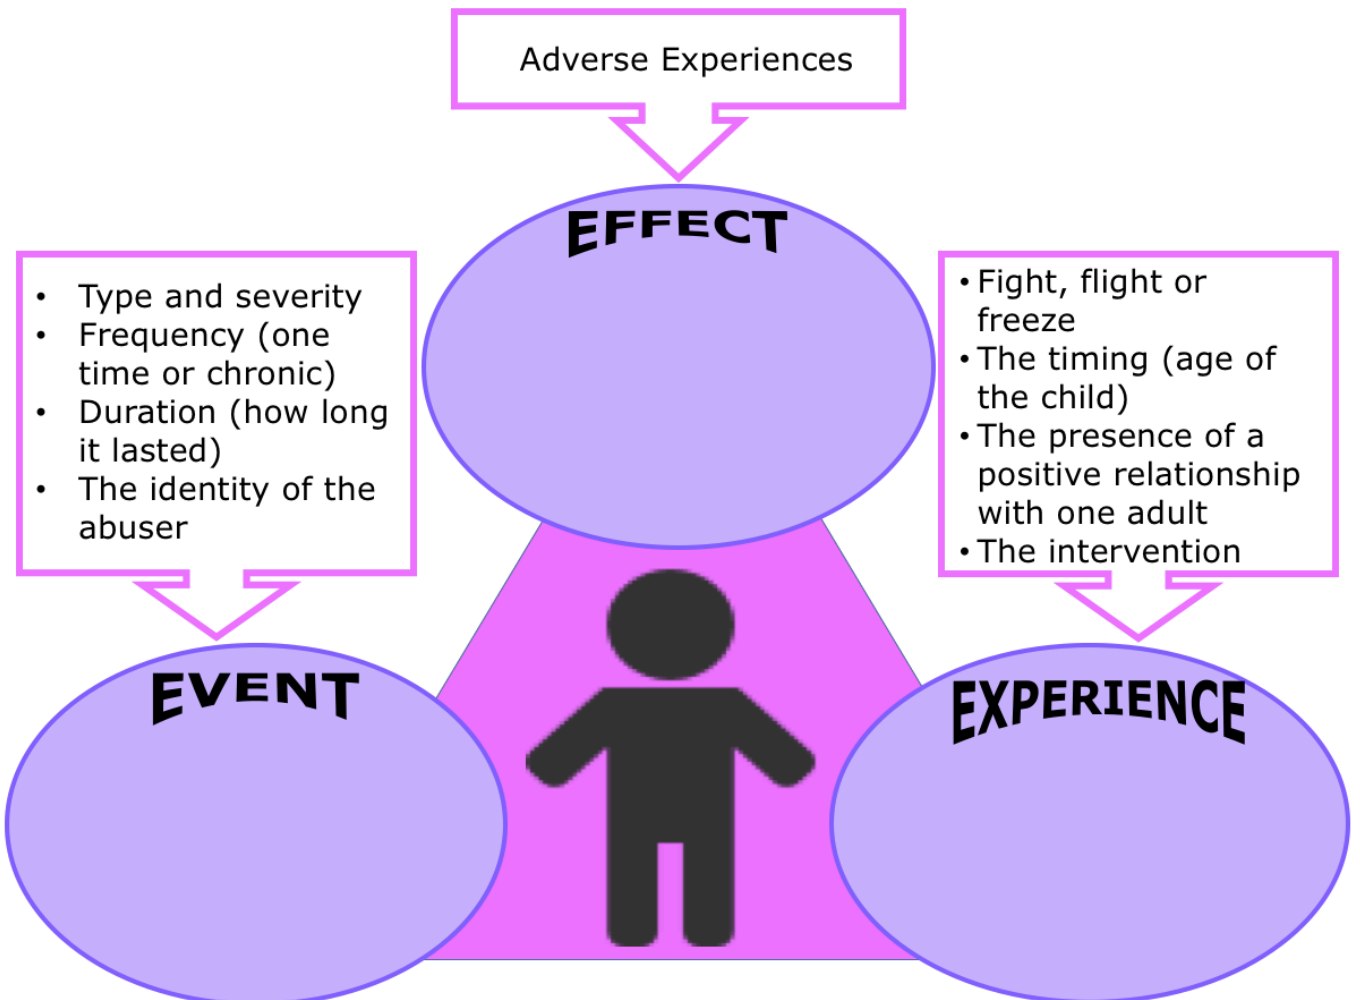 Adverse Experiences
EFFECT
• Type and severity
• Frequency (one
time or chronic)
• Duration (how long
it lasted)
• The identity of the
abuser
• Fight, flight or
freeze
• The timing (age of
the child)
• The presence of a
positive relationship
with one adult
• The intervention
EVENT
EXPERIENCE